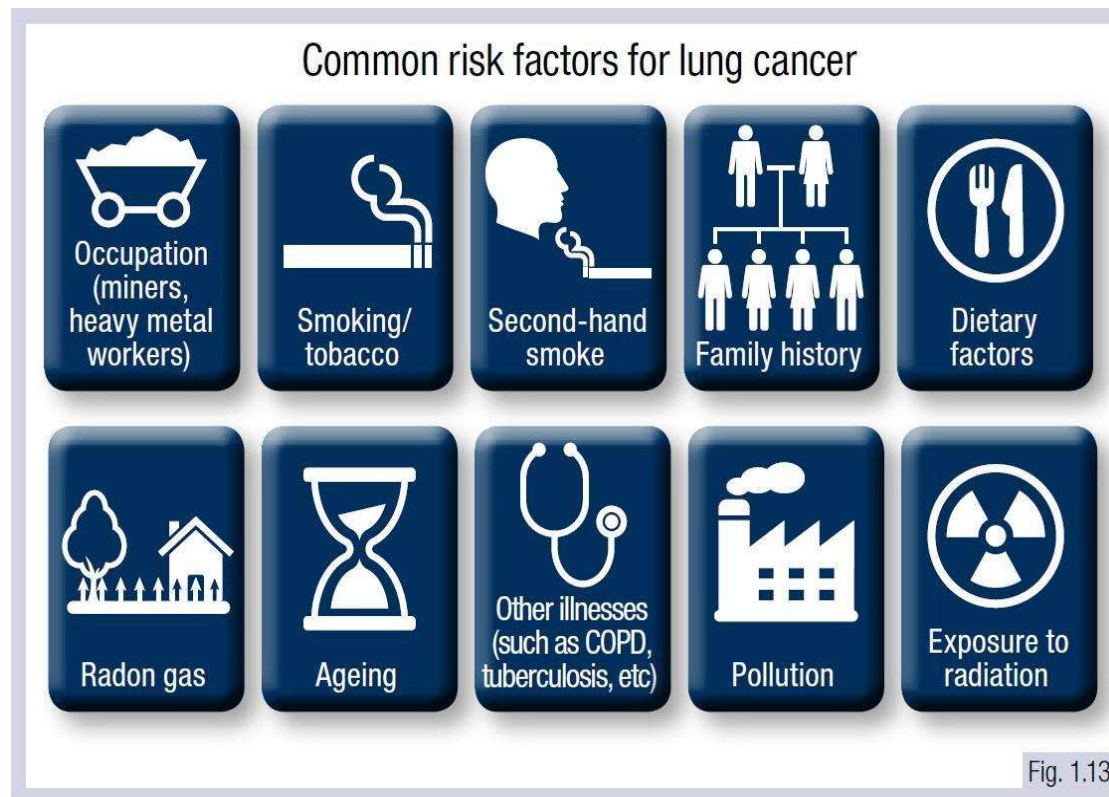 Common risk factors for lung cancer
Occupation
(miners,
heavy metal
workers)
Smoking/
tobacco
Second-hand
smoke
Family history
Dietary
factors
Radon gas
Ageing
Other illnesses
(such as COPD,
tuberculosis, etc)
Pollution
Exposure to
radiation
Fig. 1.13